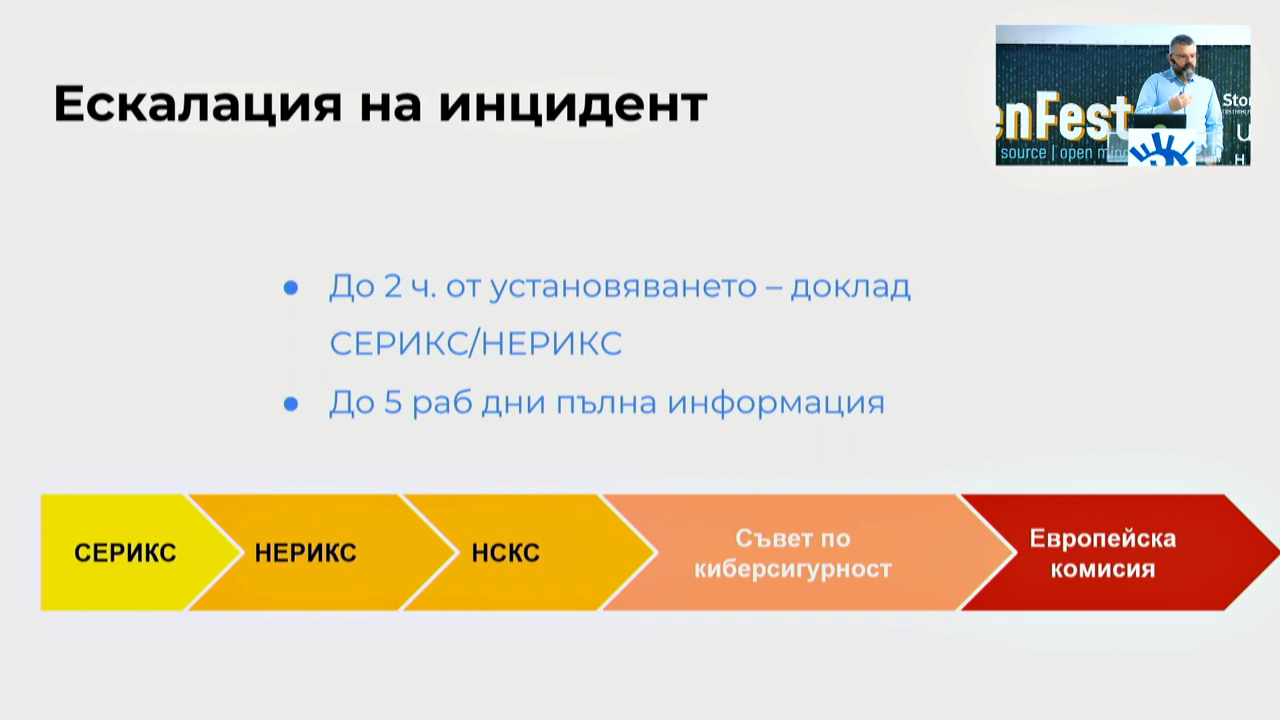 Ескалация на инцидент
enFest
source | open
Stor
● До 2 ч. от установяването – доклад
СЕРИКС/НЕРИКС
● До 5 раб дни пълна информация
СЕРИКС
НЕРИКС
НСКС
Съвет по
киберсигурност
Европейска
комисия